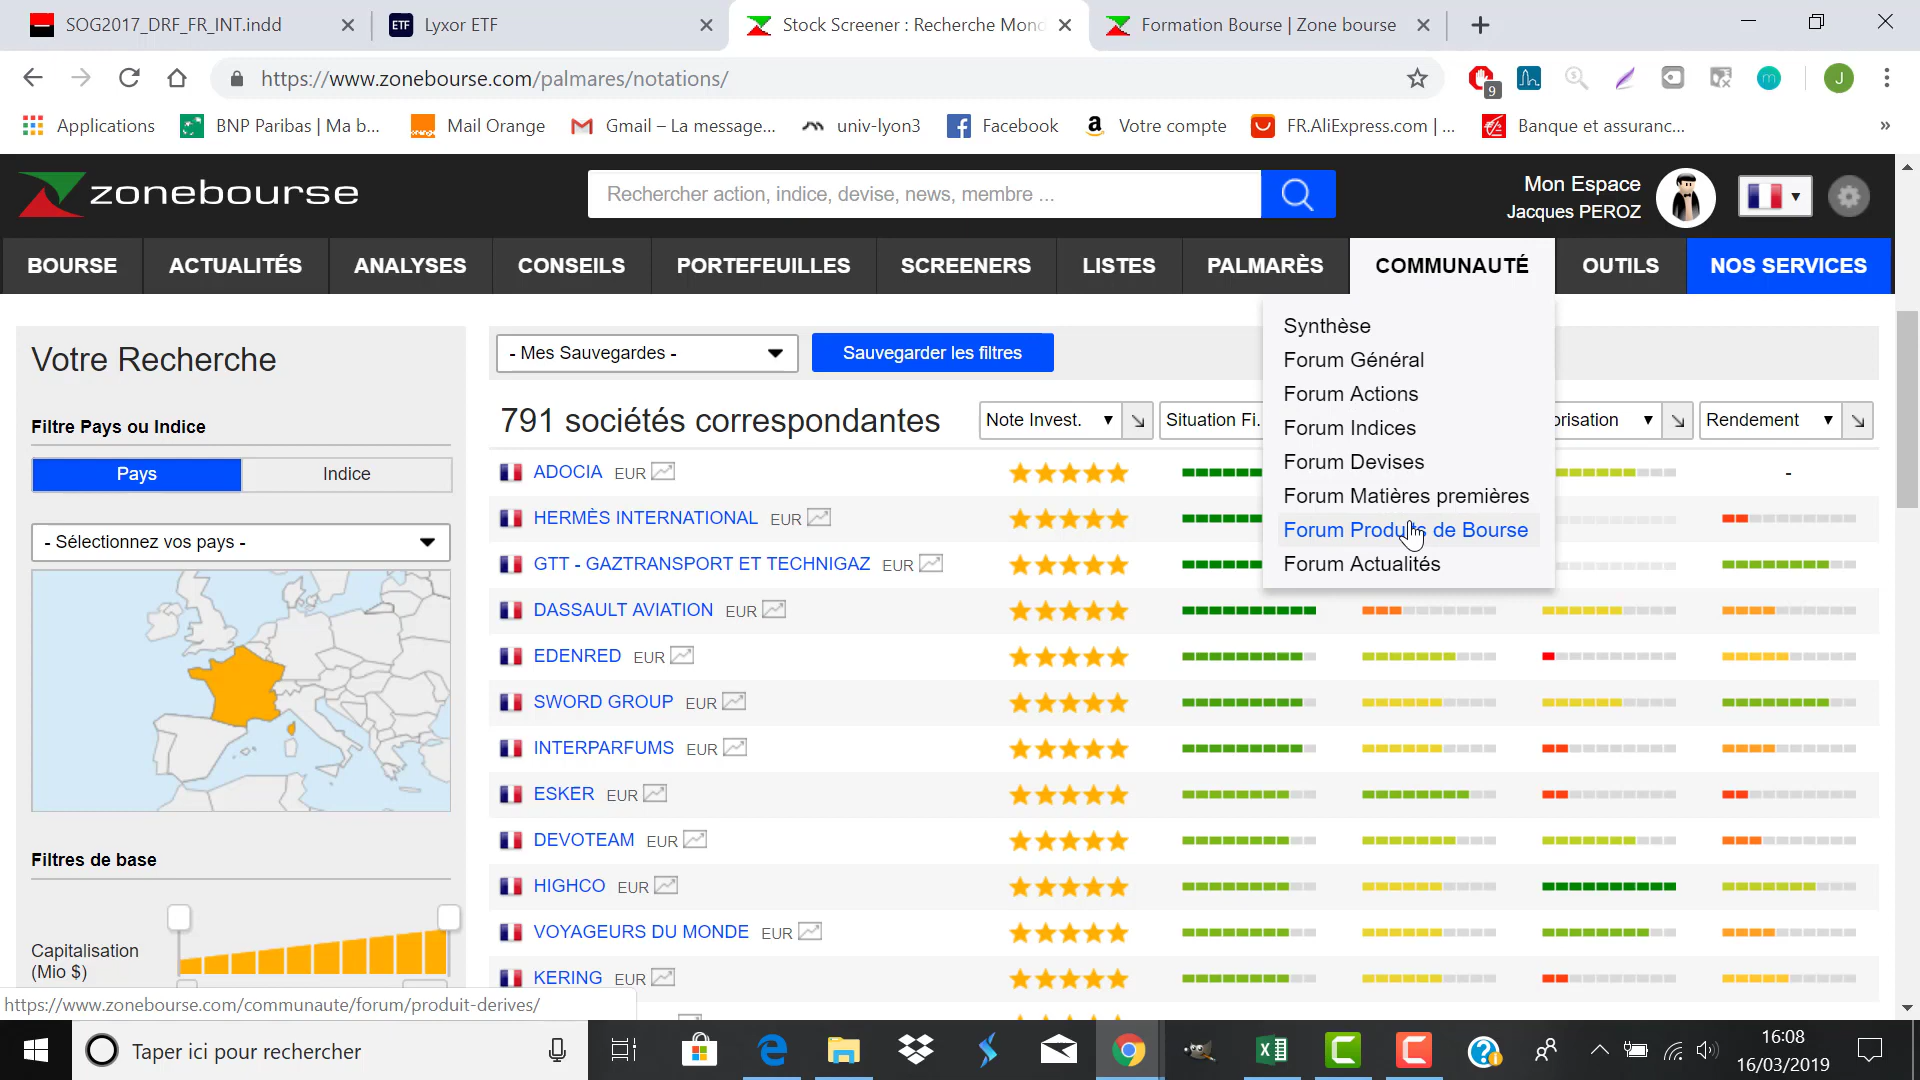 SOG2017_DRF_FR_INT.indd
ETF Lyxor ETF
Stock Screener : Recherche Mon
Formation Bourse | Zone bourse
https://www.zonebourse.com/palmares/notations/
9
J
Applications
BNP Paribas | Ma b...
Mail Orange
Gmail – La message...
univ-lyon3
Facebook
Votre compte
FR.AliExpress.com | ...
Banque et assuranc...
»
zonebourse
Rechercher action, indice, devise, news, membre ...
Mon Espace
Jacques PEROZ
BOURSE
ACTUALITÉS
ANALYSES
CONSEILS
PORTEFEUILLES
SCREENERS
LISTES
PALMARÈS
COMMUNAUTÉ
OUTILS
NOS SERVICES
Synthèse
Forum Général
Forum Actions
Forum Indices
Forum Devises
Forum Matières premières
Forum Produits de Bourse
Forum Actualités
Votre Recherche
Filtre Pays ou Indice
Pays
Indice
- Sélectionnez vos pays -
Filtres de base
Capitalisation
(Mio $)
- Mes Sauvegardes -
Sauvegarder les filtres
791 sociétés correspondantes
Note Invest.
Situation Fi.
orisation
Rendement
ADOCIA EUR
-
HERMÈS INTERNATIONAL EUR
GTT - GAZTRANSPORT ET TECHNIGAZ EUR
DASSAULT AVIATION EUR
EDENRED EUR
SWORD GROUP EUR
INTERPARFUMS EUR
ESKER EUR
DEVOTEAM EUR
HIGHCO EUR
VOYAGEURS DU MONDE EUR
KERING EUR
https://www.zonebourse.com/communaute/forum/produit-derives/
Taper ici pour rechercher
16:08
16/03/2019